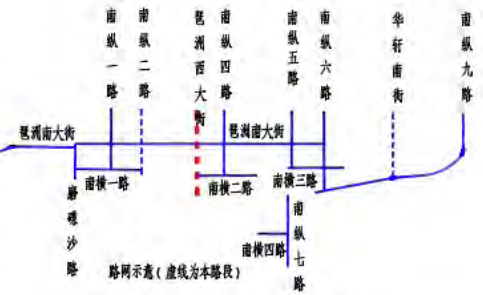 南纵一路
南纵二路
琶洲西大街
南纵四路
南纵五路
南纵六路
华轩南街
南纵九路
琶洲南大街
琶洲南大街
南横一路
南横二路
南横三路
磨碟沙路
南横四路
南纵七路
路网示意(虚线为本路段)